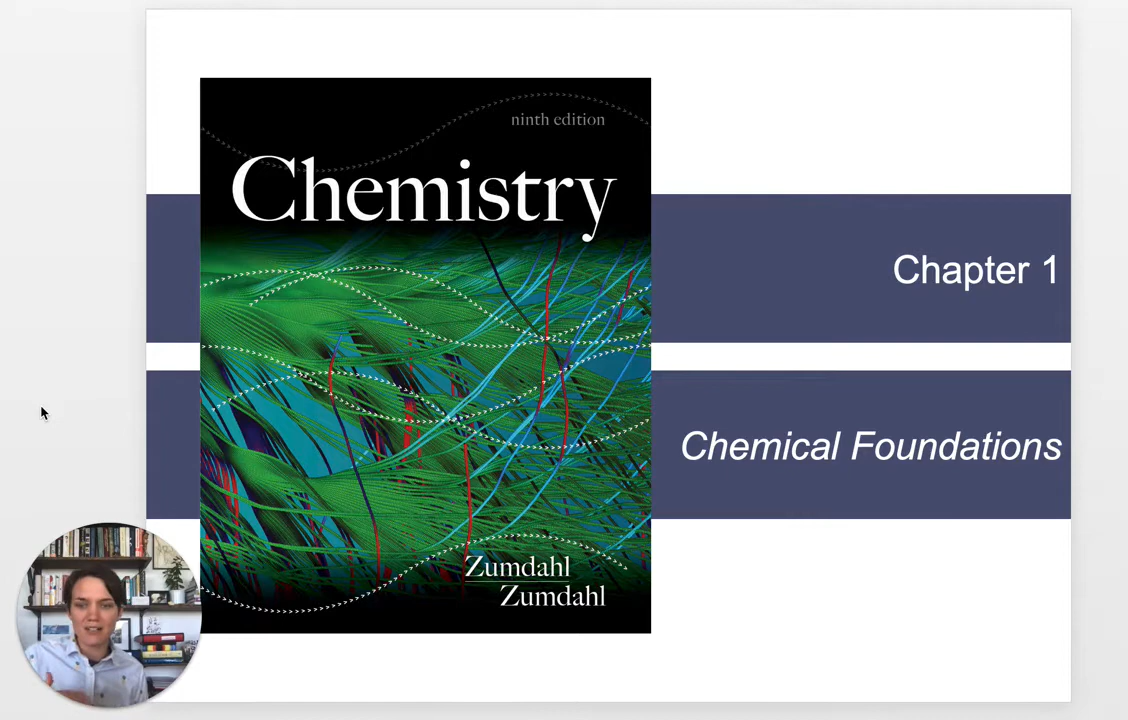 ninth edition
Chemistry
Zumdahl
Zumdahl
Chapter 1
Chemical Foundations